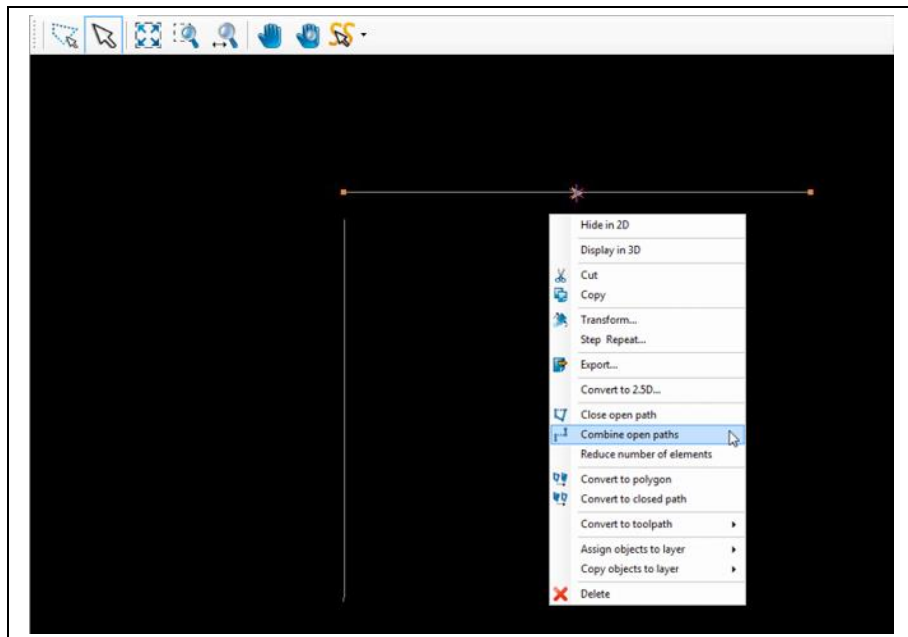 SS
Hide in 2D
Display in 3D
Cut
Copy
Transform...
Step Repeat...
Export...
Convert to 2.5D...
Close open path
Combine open paths
Reduce number of elements
Convert to polygon
Convert to closed path
Convert to toolpath
Assign objects to layer
Copy objects to layer
Delete